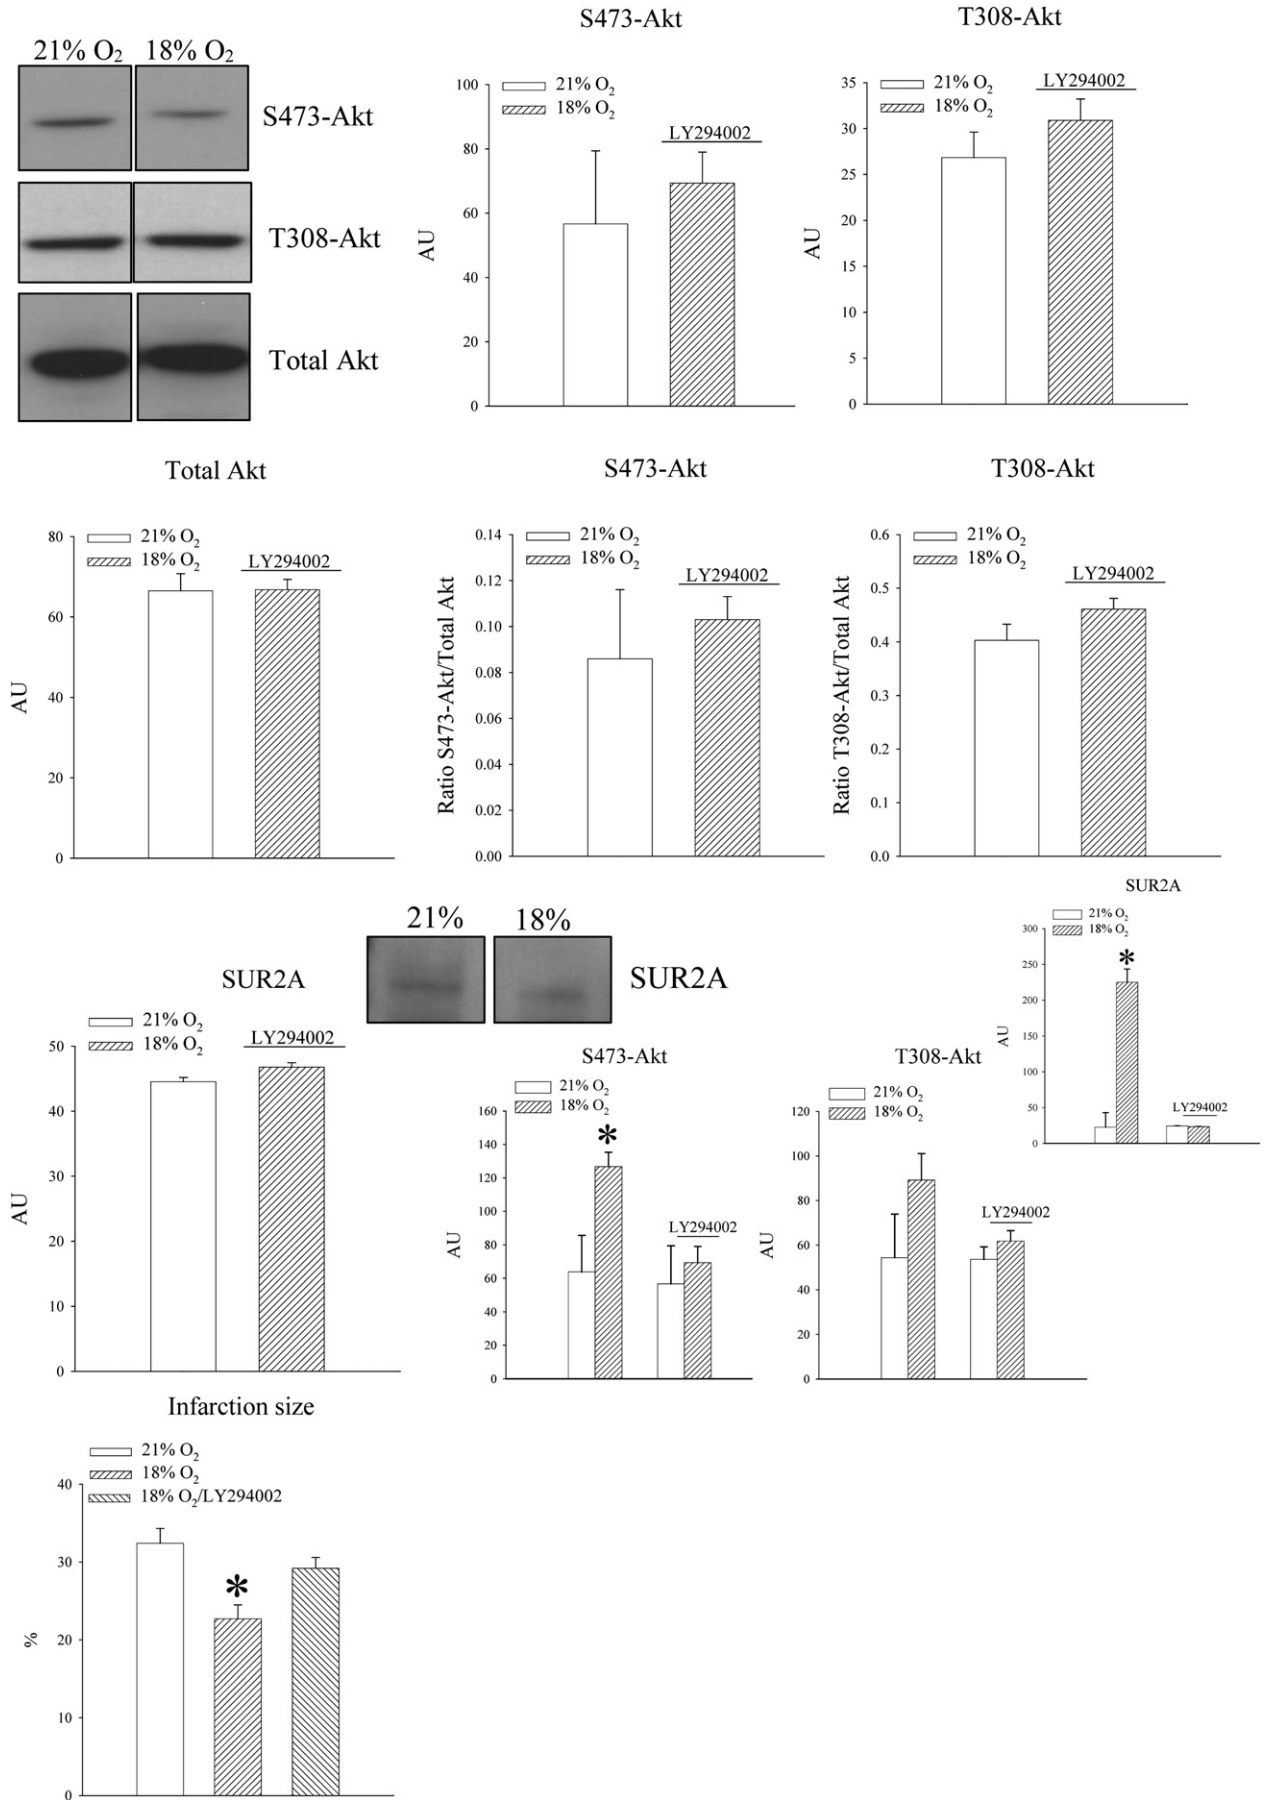 21% O₂ 18% O₂
S473-Akt
T308-Akt
Total Akt
S473-Akt
21% O₂
18% O₂
LY294002
AU
100
80
60
40
20
0
T308-Akt
21% O₂
18% O₂
LY294002
AU
35
30
25
20
15
10
5
0
Total Akt
21% O₂
18% O₂
LY294002
AU
80
60
40
20
0
S473-Akt
21% O₂
18% O₂
LY294002
Ratio S473-Akt/Total Akt
0.14
0.12
0.10
0.08
0.06
0.04
0.02
0.00
T308-Akt
21% O₂
18% O₂
LY294002
Ratio T308-Akt/Total Akt
0.6
0.5
0.4
0.3
0.2
0.1
0.0
SUR2A
21% O₂
18% O₂
LY294002
AU
50
40
30
20
10
0
21% 18%
SUR2A
SUR2A
21% O₂
18% O₂
*
LY294002
AU
300
250
200
150
100
50
0
S473-Akt
21% O₂
18% O₂
*
LY294002
AU
160
140
120
100
80
60
40
20
0
T308-Akt
21% O₂
18% O₂
LY294002
AU
120
100
80
60
40
20
0
Infarction size
21% O₂
18% O₂
18% O₂/LY294002
*
%
40
30
20
10
0